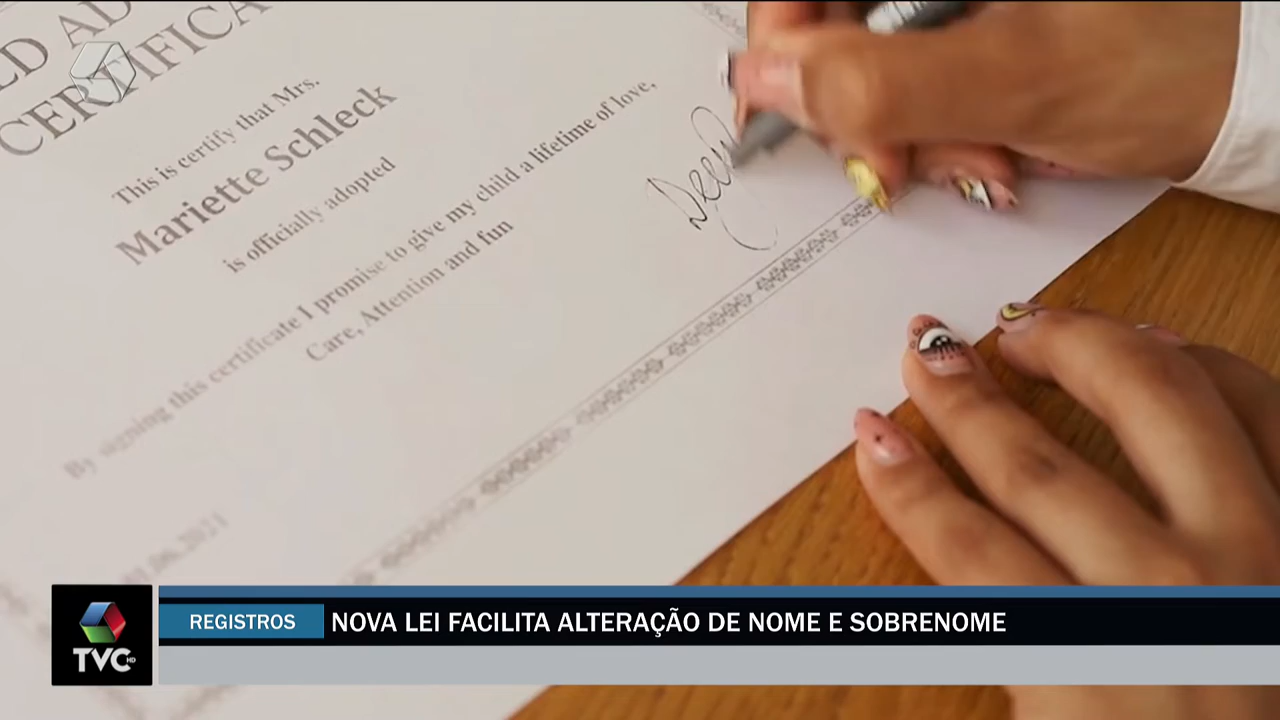 CERTIFICA
This is certify that Mrs.
Mariette Schleck
is officially adopted
By signing this certificate I promise to give my child a lifetime of love,
Care, Attention and fun
REGISTROS
NOVA LEI FACILITA ALTERAÇÃO DE NOME E SOBRENOME
TVC HD